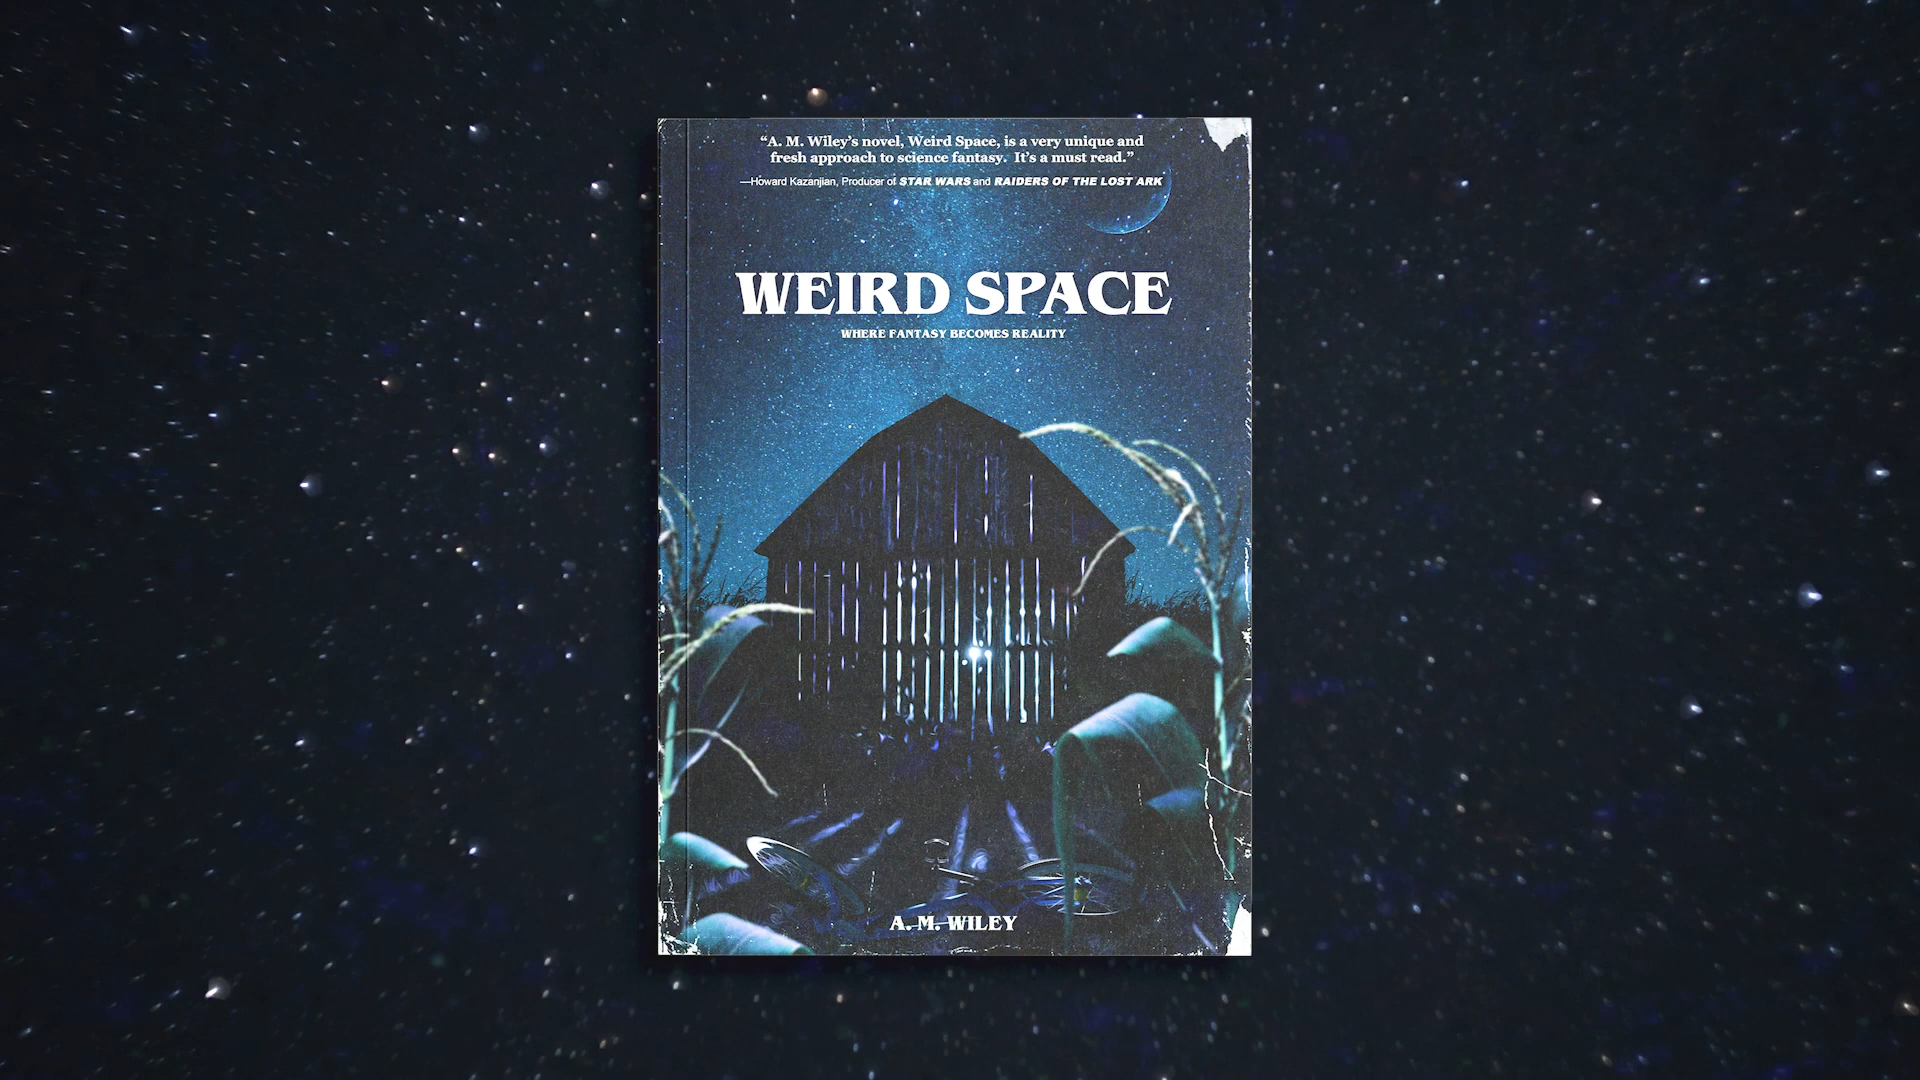 “A. M. Wiley’s novel, Weird Space, is a very unique and
fresh approach to science fantasy. It’s a must read.”
—Howard Kazanjian, Producer of STAR WARS and RAIDERS OF THE LOST ARK
WEIRD SPACE
WHERE FANTASY BECOMES REALITY
A. M. WILEY